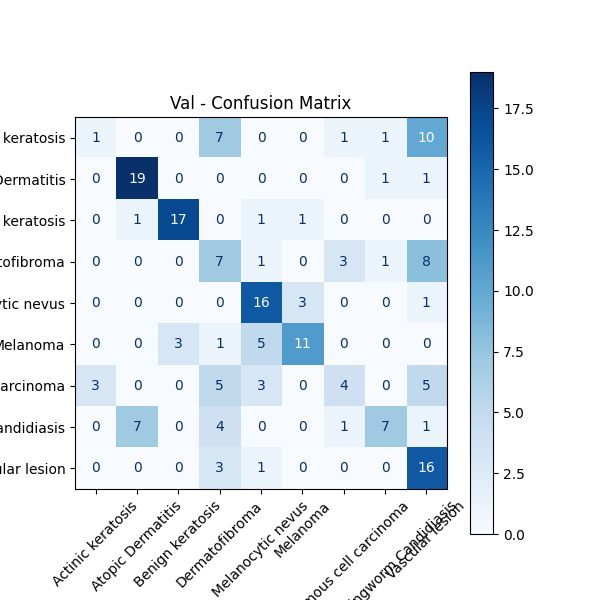 Val - Confusion Matrix
keratosis 1 0 0 7 0 0 1 1 10
Dermatitis 0 19 0 0 0 0 0 1 1
keratosis 0 1 17 0 1 1 0 0 0
tofibroma 0 0 0 7 1 0 3 1 8
ytic nevus 0 0 0 0 16 3 0 0 1
Melanoma 0 0 3 1 5 11 0 0 0
arcinoma 3 0 0 5 3 0 4 0 5
andidiasis 0 7 0 4 0 0 1 7 1
ular lesion 0 0 0 3 1 0 0 0 16
Actinic keratosis
Atopic Dermatitis
Benign keratosis
Dermatofibroma
Melanocytic nevus
Melanoma
mous cell carcinoma
ngworm Candidiasis
Vascular lesion
17.5
15.0
12.5
10.0
7.5
5.0
2.5
0.0